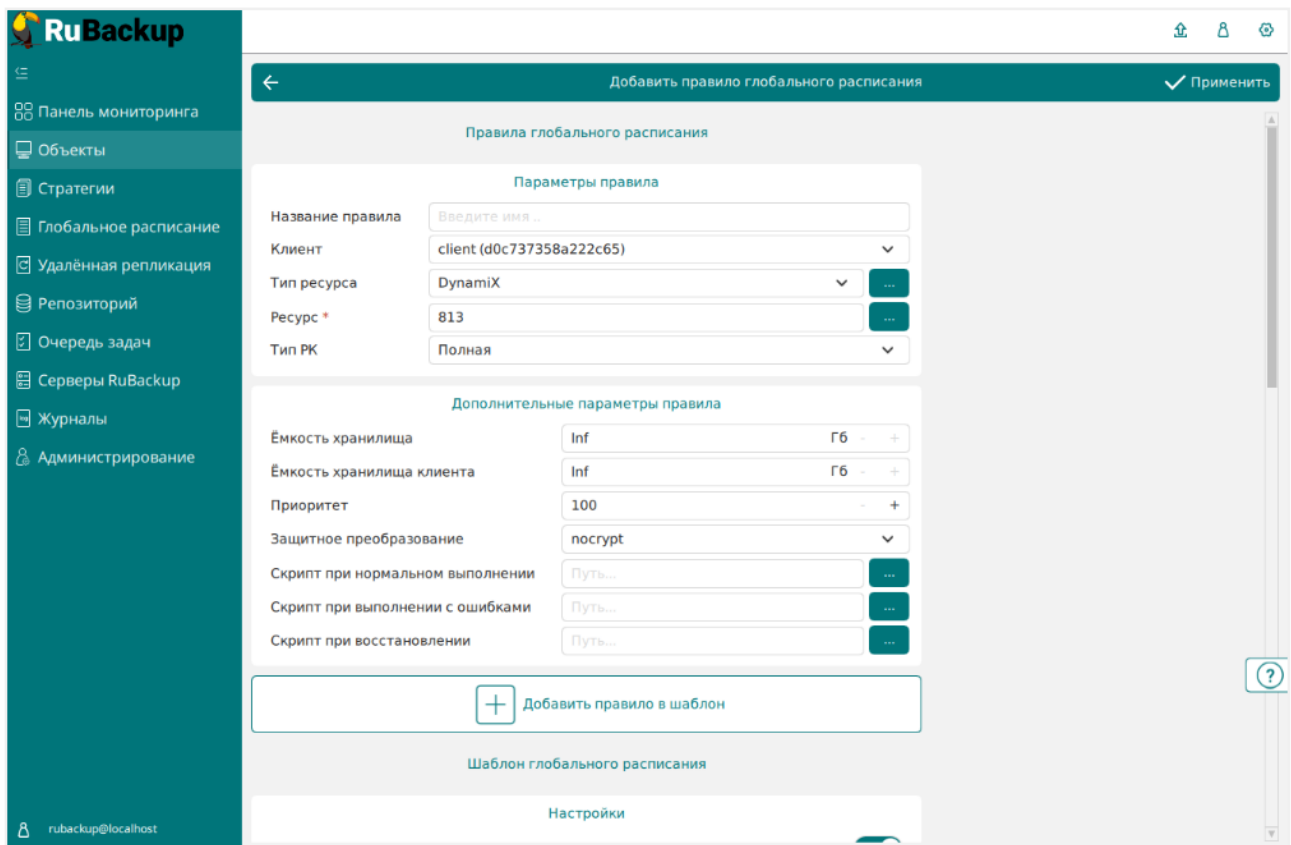 RuBackup
Добавить правило глобального расписания
Применить
Панель мониторинга
Объекты
Стратегии
Глобальное расписание
Удалённая репликация
Репозиторий
Очередь задач
Серверы RuBackup
Журналы
Администрирование
rubackup@localhost
Правила глобального расписания
Параметры правила
Название правила Введите имя ..
Клиент client (d0c737358a222c65)
Тип ресурса DynamiX ...
Ресурс * 813 ...
Тип РК Полная
Дополнительные параметры правила
Ёмкость хранилища Inf Гб - +
Ёмкость хранилища клиента Inf Гб - +
Приоритет 100 - +
Защитное преобразование nocrypt
Скрипт при нормальном выполнении Путь... ...
Скрипт при выполнении с ошибками Путь... ...
Скрипт при восстановлении Путь... ...
Добавить правило в шаблон
?
Шаблон глобального расписания
Настройки